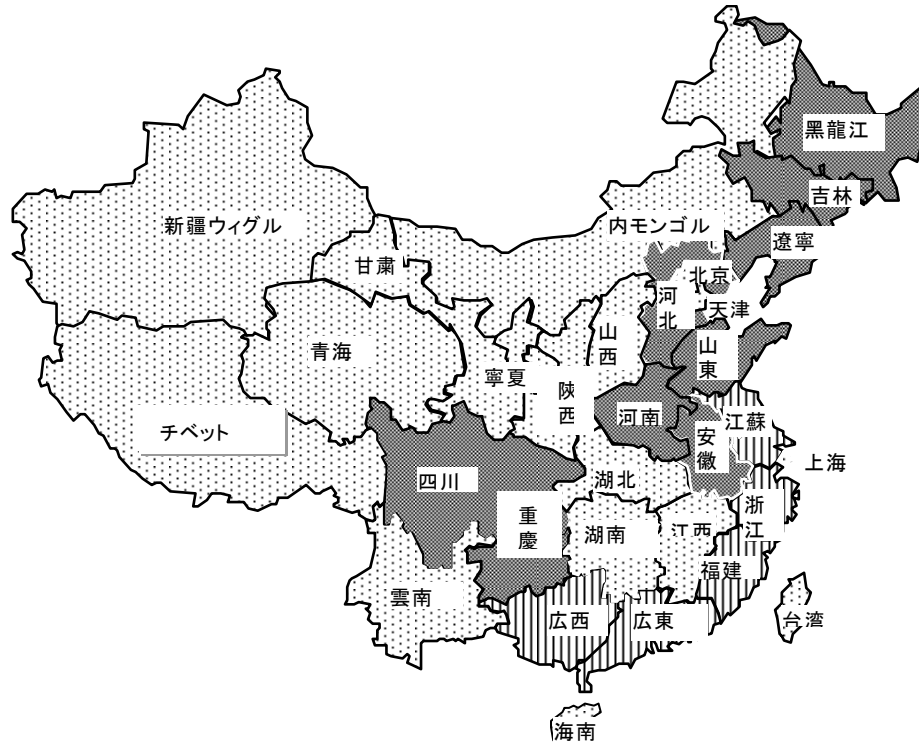 黑龍江
吉林
遼寧
内モンゴル
新疆ウィグル
甘粛
北京
河北
天津
山西
山東
青海
寧夏
陝西
河南
江蘇
安徽
チベット
上海
四川
湖北
重慶
浙江
湖南
江西
福建
雲南
広西
広東
台湾
海南